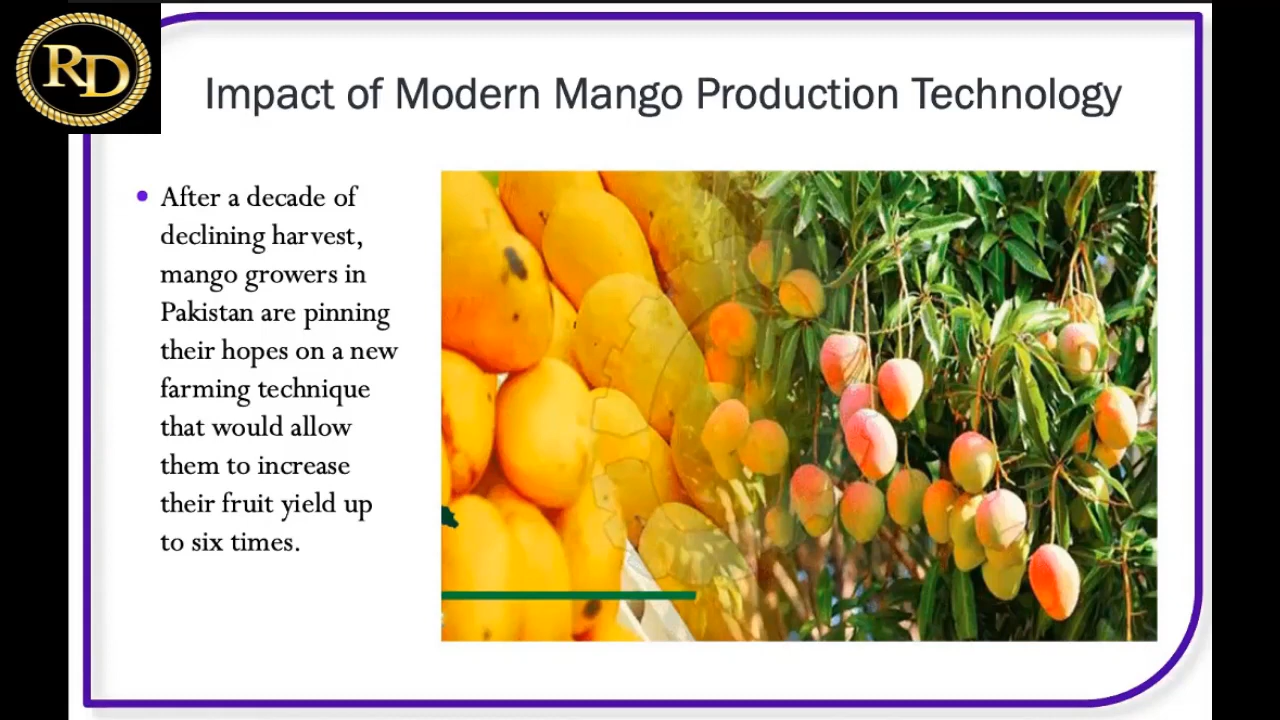 RD
Impact of Modern Mango Production Technology
After a decade of
declining harvest,
mango growers in
Pakistan are pinning
their hopes on a new
farming technique
that would allow
them to increase
their fruit yield up
to six times.